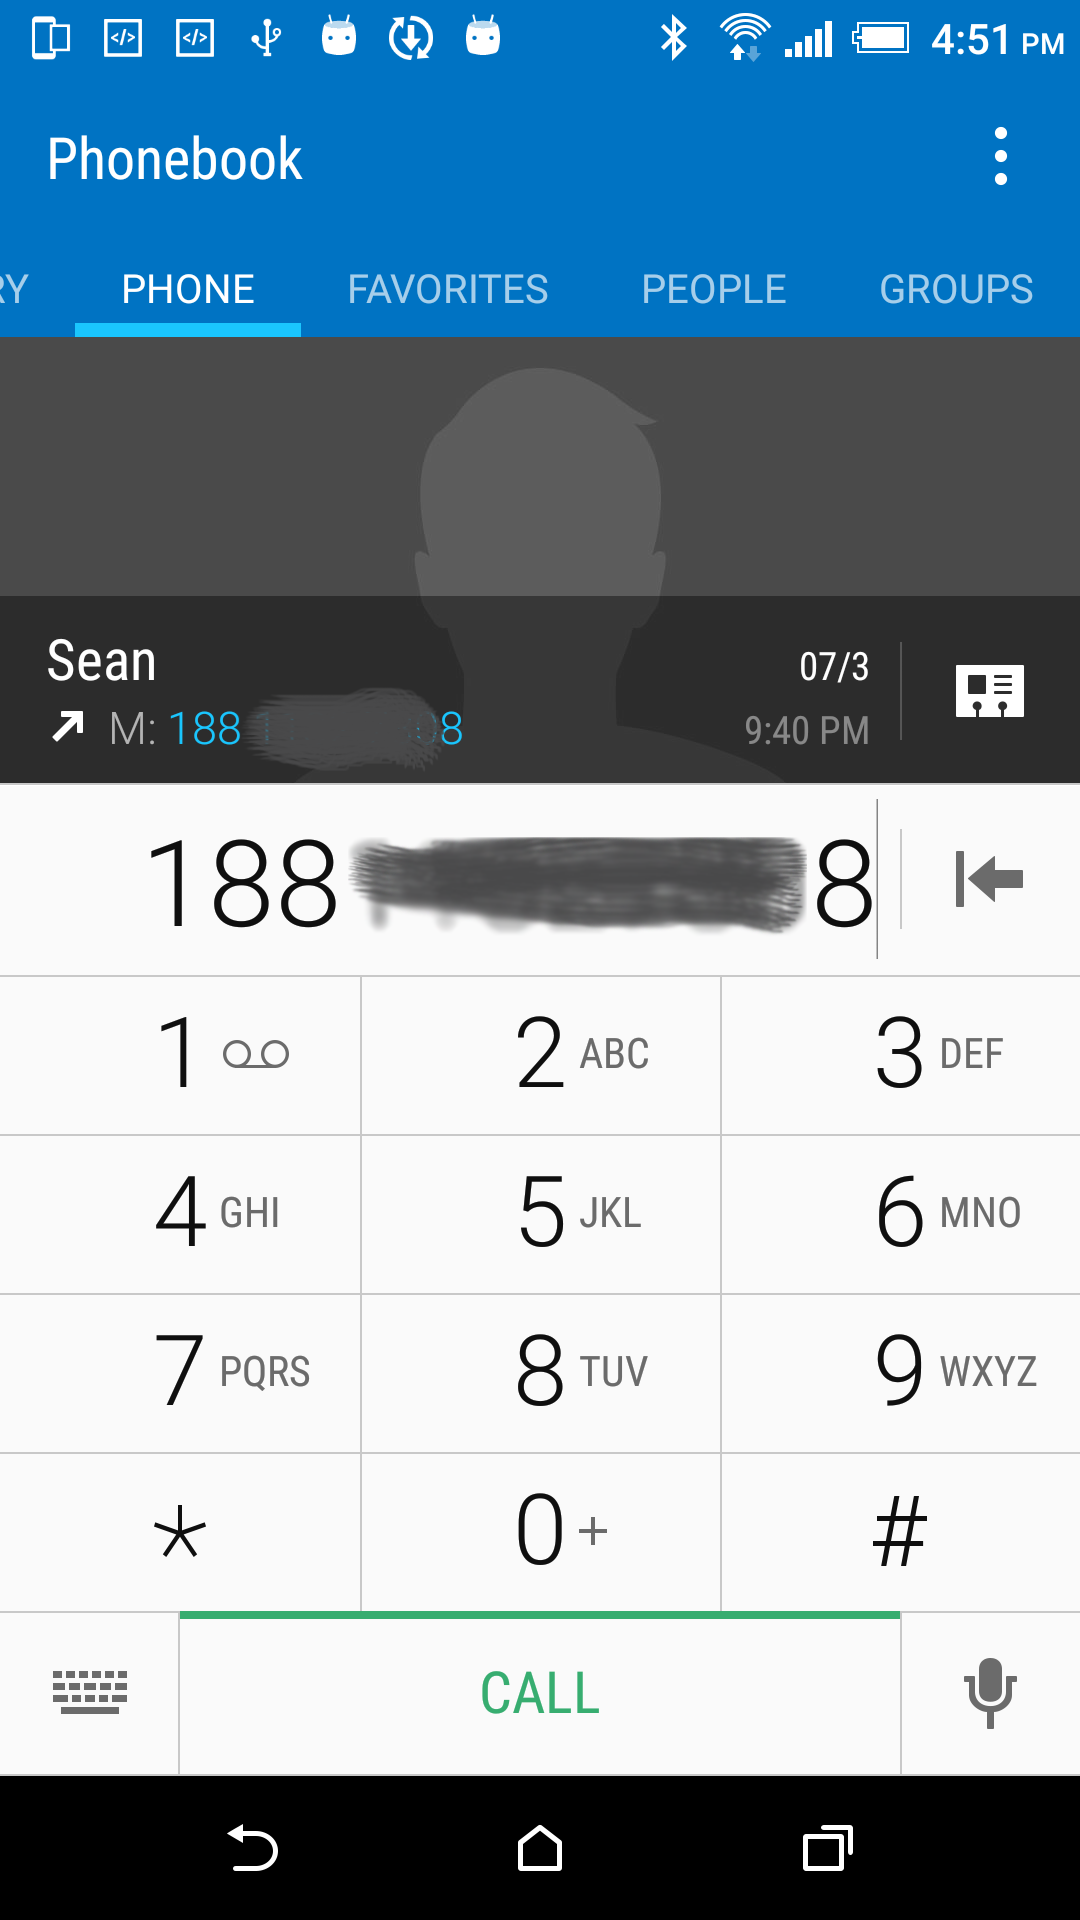 4:51 PM
Phonebook
RY PHONE FAVORITES PEOPLE GROUPS
Sean 07/3
M: 188 8 9:40 PM
188 8
1
2 ABC
3 DEF
4 GHI
5 JKL
6 MNO
7 PQRS
8 TUV
9 WXYZ
*
0 +
#
CALL